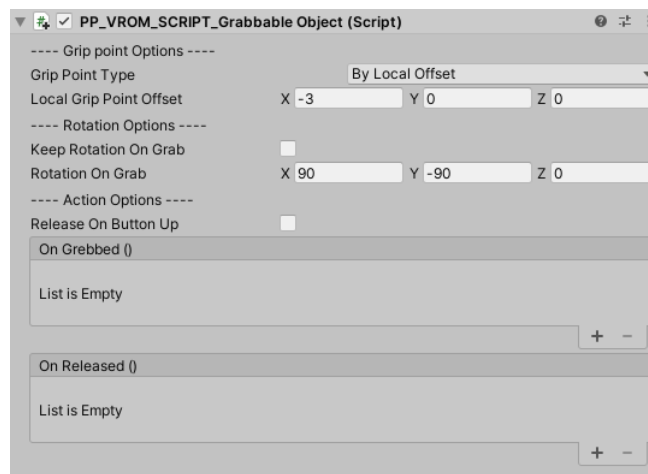 PP_VROM_SCRIPT_Grabbable Object (Script)
---- Grip point Options ----
Grip Point Type By Local Offset
Local Grip Point Offset X -3 Y 0 Z 0
---- Rotation Options ----
Keep Rotation On Grab
Rotation On Grab X 90 Y -90 Z 0
---- Action Options ----
Release On Button Up
On Grebbed ()
List is Empty
+ −
On Released ()
List is Empty
+ −